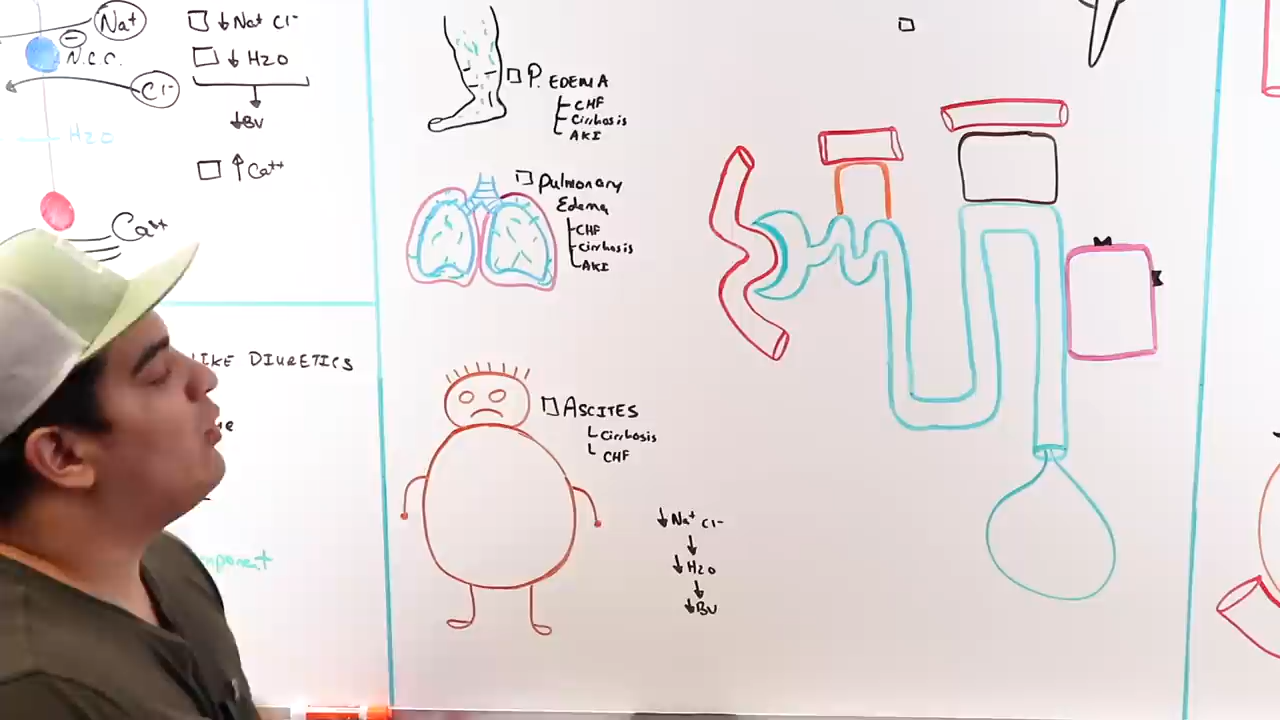 Na+
N.C.C.
Cl-
H2O
Ca++
↓ Na+ Cl-
↓ H2O
↓BV
↑ Ca++
LIKE DIURETICS
P. EDEMA
CHF
Cirrhosis
AKI
Pulmonary
Edema
CHF
Cirrhosis
AKI
ASCITES
Cirrhosis
CHF
↓Na+ Cl-
↓H2O
↓BV